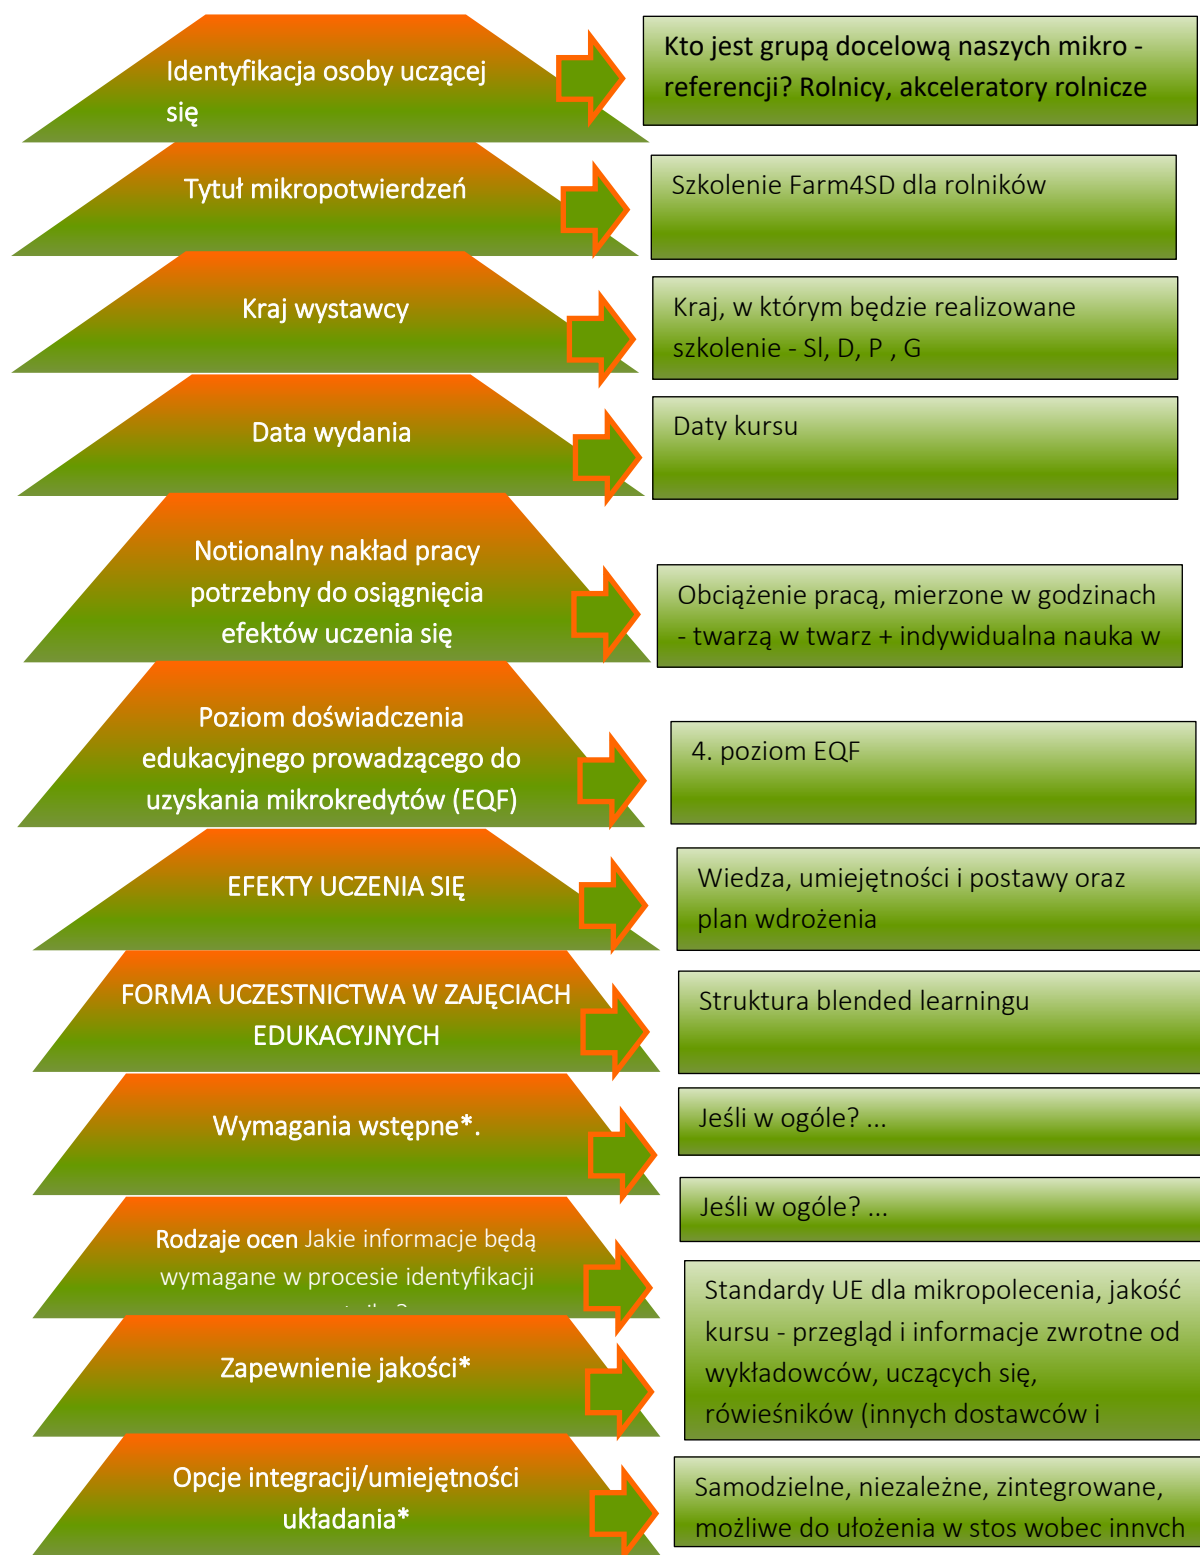 Identyfikacja osoby uczącej
się
Kto jest grupą docelową naszych mikro -
referencji? Rolnicy, akceleratory rolnicze
Tytuł mikropotwierdzeń
Szkolenie Farm4SD dla rolników
Kraj wystawcy
Kraj, w którym będzie realizowane
szkolenie - Sl, D, P , G
Data wydania
Daty kursu
Notionalny nakład pracy
potrzebny do osiągnięcia
efektów uczenia się
Obciążenie pracą, mierzone w godzinach
- twarzą w twarz + indywidualna nauka w
Poziom doświadczenia
edukacyjnego prowadzącego do
uzyskania mikrokredytów (EQF)
4. poziom EQF
EFEKTY UCZENIA SIĘ
Wiedza, umiejętności i postawy oraz
plan wdrożenia
FORMA UCZESTNICTWA W ZAJĘCIACH
EDUKACYJNYCH
Struktura blended learningu
Wymagania wstępne*.
Jeśli w ogóle? ...
Rodzaje ocen Jakie informacje będą
wymagane w procesie identyfikacji
Jeśli w ogóle? ...
Zapewnienie jakości*
Standardy UE dla mikropolecenia, jakość
kursu - przegląd i informacje zwrotne od
wykładowców, uczących się,
rówieśników (innych dostawców i
Opcje integracji/umiejętności
układania*
Samodzielne, niezależne, zintegrowane,
możliwe do ułożenia w stos wobec innych